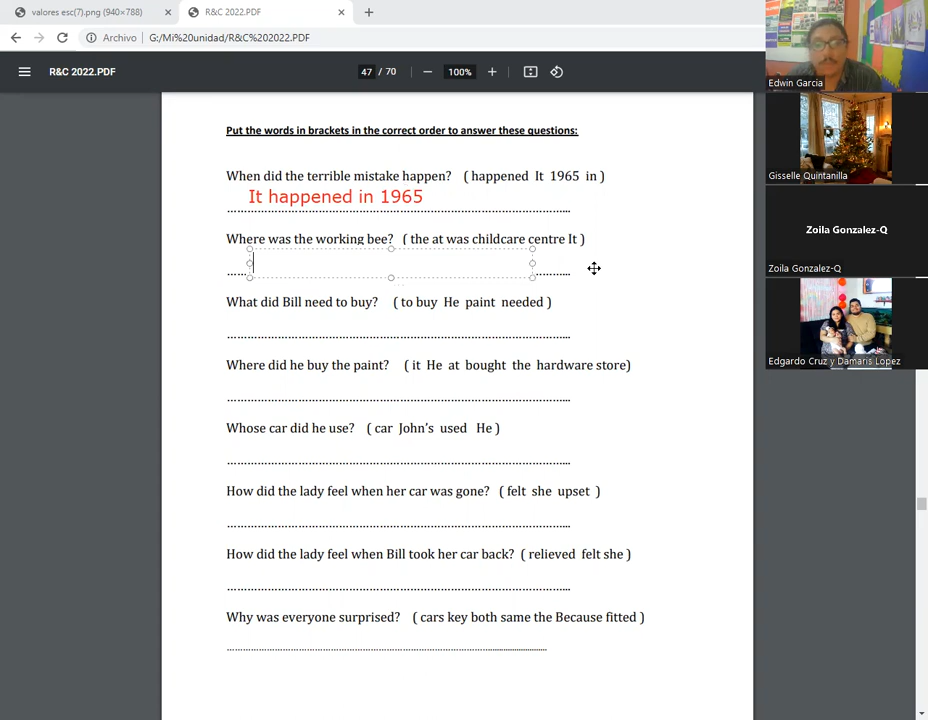 valores esc(7).png (940×788)
R&C 2022.PDF
Archivo G:/Mi%20unidad/R&C%202022.PDF
R&C 2022.PDF
47 / 70
100%
Put the words in brackets in the correct order to answer these questions:
When did the terrible mistake happen? ( happened It 1965 in )
It happened in 1965
Where was the working bee? ( the at was childcare centre It )
What did Bill need to buy? ( to buy He paint needed )
Where did he buy the paint? ( it He at bought the hardware store)
Whose car did he use? ( car John's used He )
How did the lady feel when her car was gone? ( felt she upset )
How did the lady feel when Bill took her car back? ( relieved felt she )
Why was everyone surprised? ( cars key both same the Because fitted )
Edwin Garcia
Gisselle Quintanilla
Zoila Gonzalez-Q
Zoila Gonzalez-Q
Edgardo Cruz y Damaris Lopez